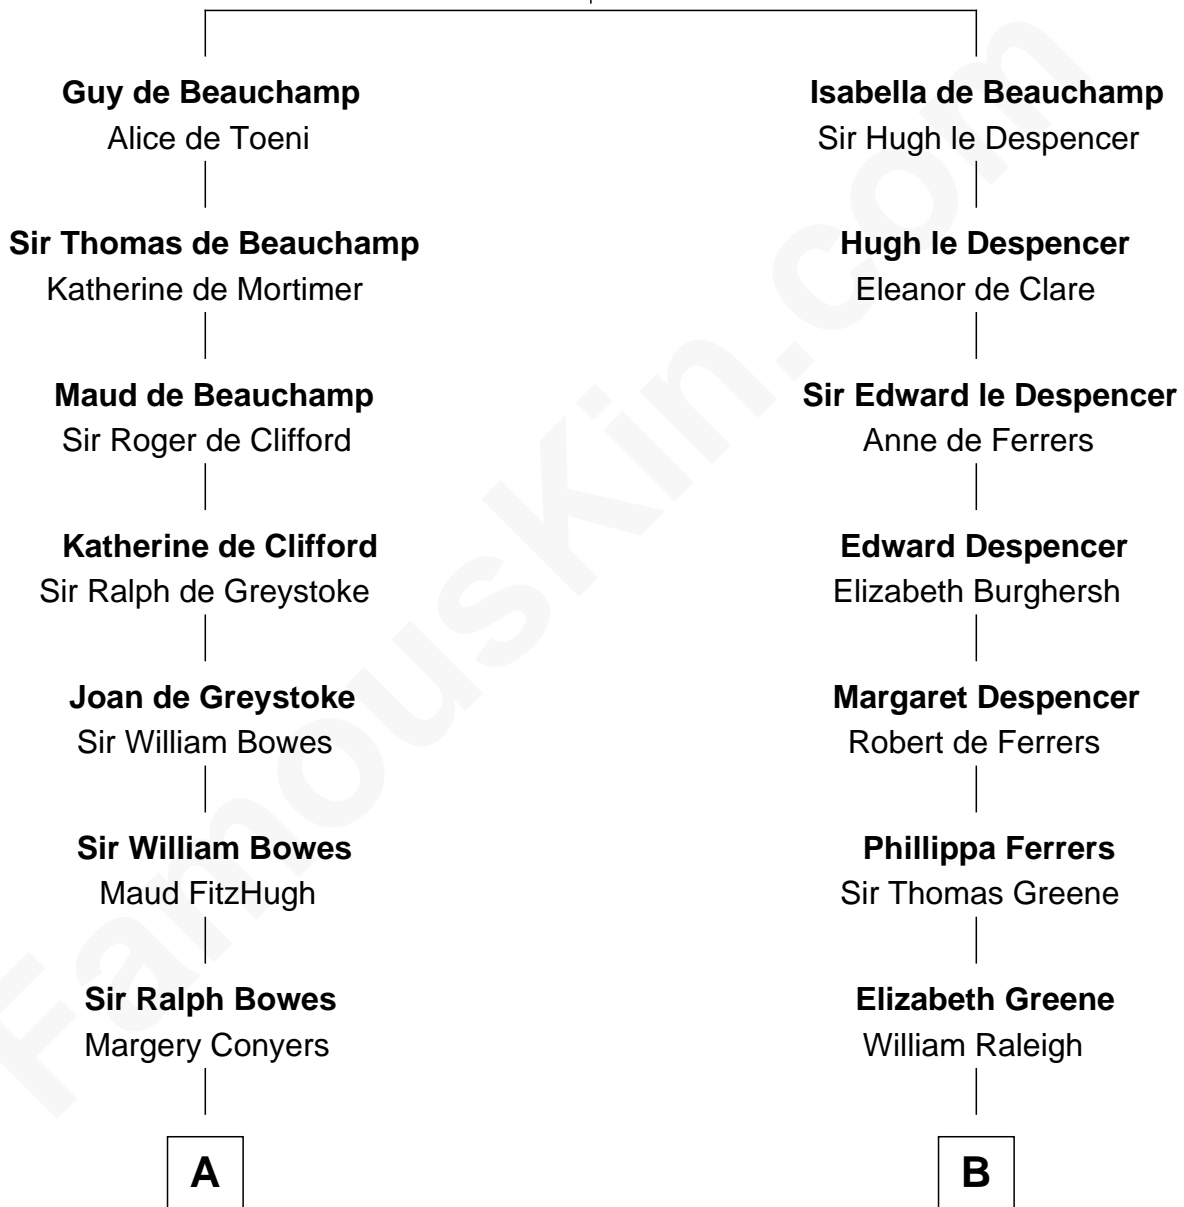 Guy de Beauchamp
Alice de Toeni
Sir Thomas de Beauchamp
Katherine de Mortimer
Maud de Beauchamp
Sir Roger de Clifford
Katherine de Clifford
Sir Ralph de Greystoke
Joan de Greystoke
Sir William Bowes
Sir William Bowes
Maud FitzHugh
Sir Ralph Bowes
Margery Conyers
A
Isabella de Beauchamp
Sir Hugh le Despencer
Hugh le Despencer
Eleanor de Clare
Sir Edward le Despencer
Anne de Ferrers
Edward Despencer
Elizabeth Burghersh
Margaret Despencer
Robert de Ferrers
Phillippa Ferrers
Sir Thomas Greene
Elizabeth Greene
William Raleigh
B
FamousKin.com